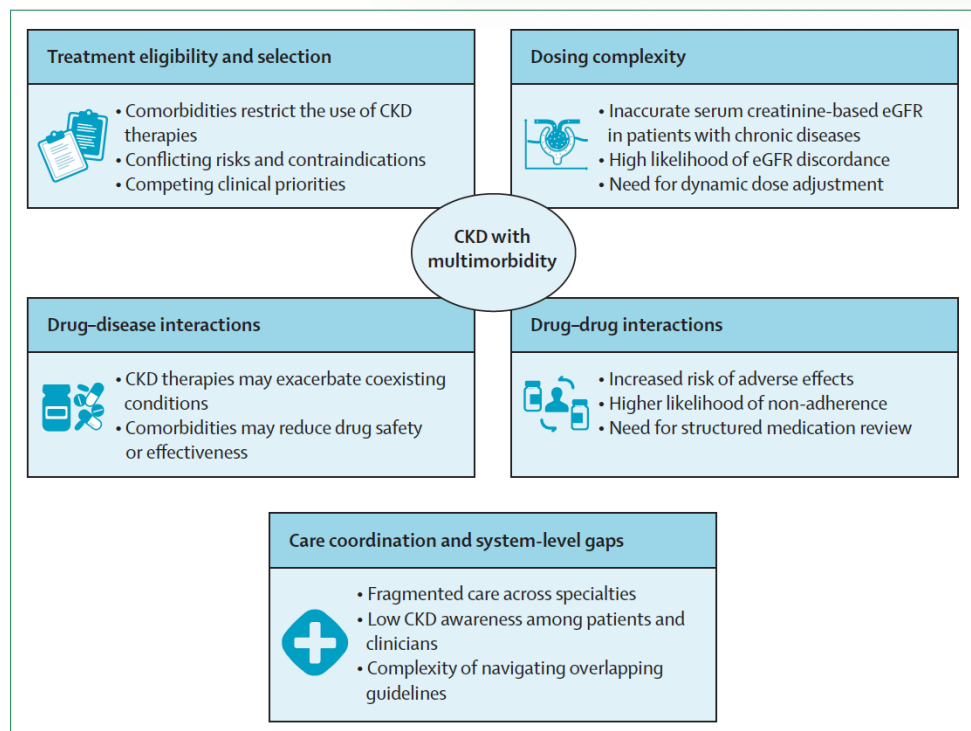 Treatment eligibility and selection
• Comorbidities restrict the use of CKD
therapies
• Conflicting risks and contraindications
• Competing clinical priorities
Dosing complexity
• Inaccurate serum creatinine-based eGFR
in patients with chronic diseases
• High likelihood of eGFR discordance
• Need for dynamic dose adjustment
CKD with
multimorbidity
Drug–disease interactions
• CKD therapies may exacerbate coexisting
conditions
• Comorbidities may reduce drug safety
or effectiveness
Drug–drug interactions
• Increased risk of adverse effects
• Higher likelihood of non-adherence
• Need for structured medication review
Care coordination and system-level gaps
• Fragmented care across specialties
• Low CKD awareness among patients and
clinicians
• Complexity of navigating overlapping
guidelines